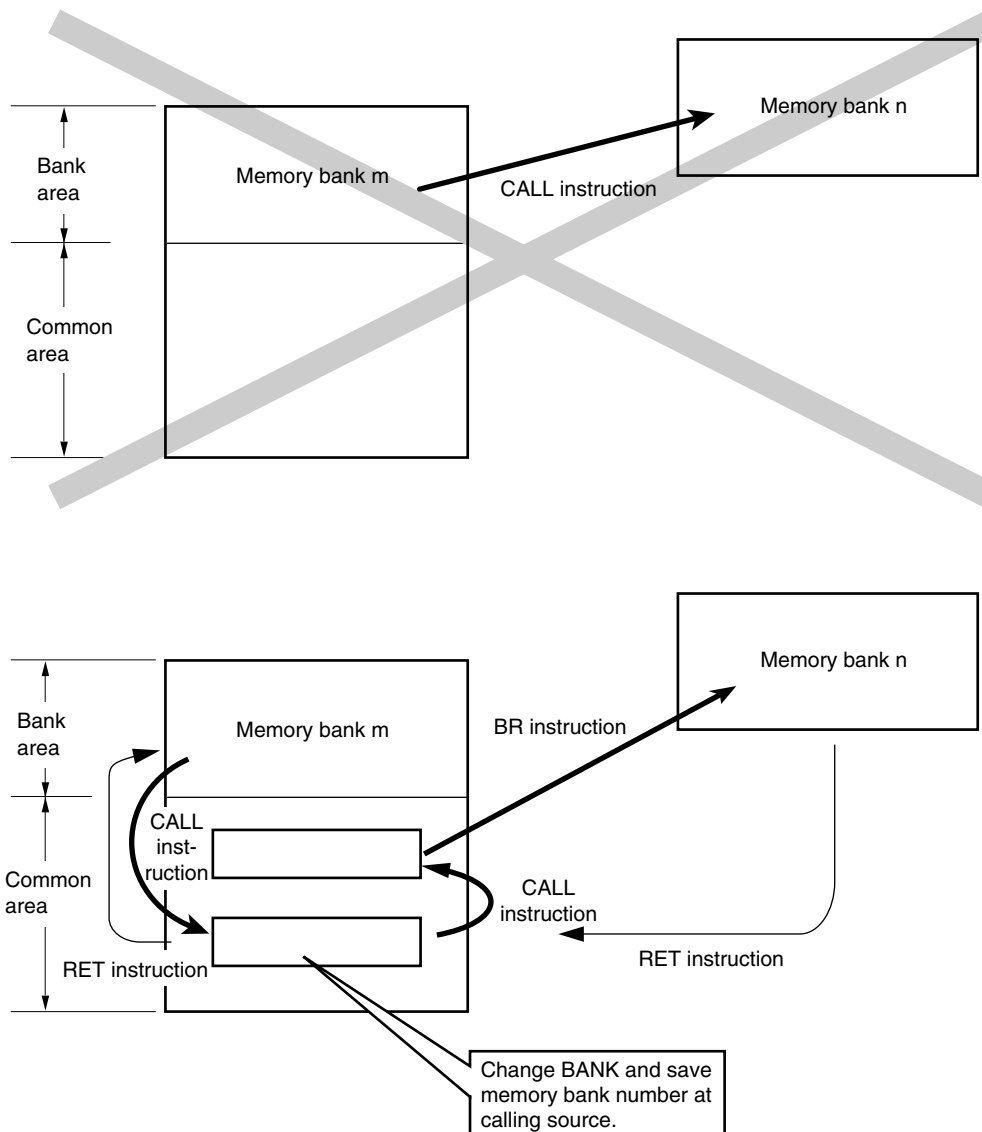 Memory bank n
Bank
area
Memory bank m
CALL instruction
Common
area
Memory bank n
Bank
area
Memory bank m
BR instruction
CALL
inst-
ruction
Common
area
CALL
instruction
RET instruction
RET instruction
Change BANK and save
memory bank number at
calling source.